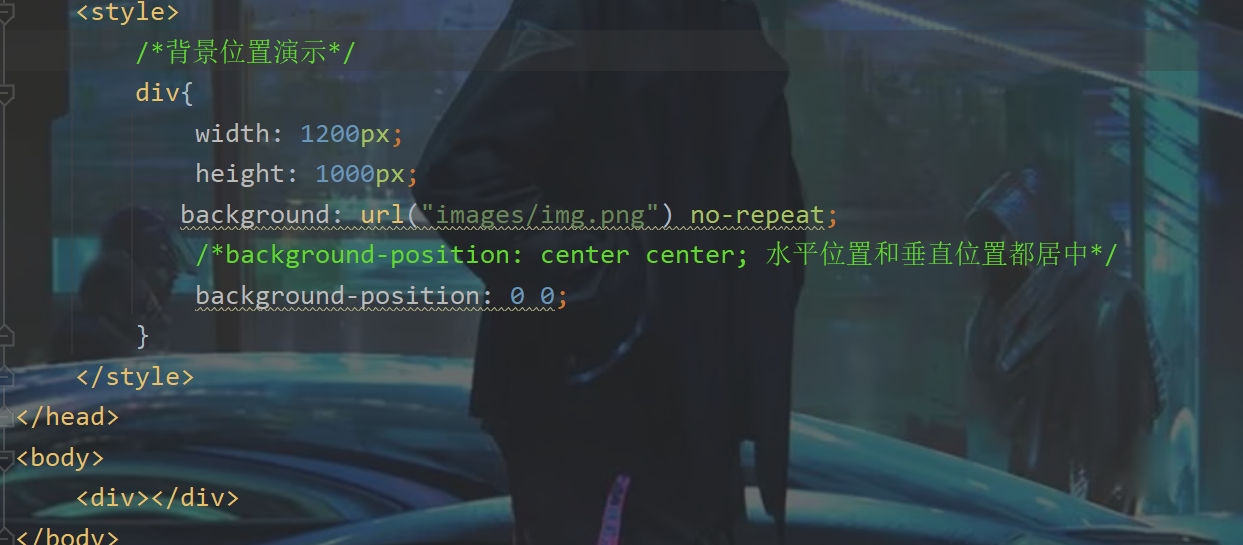 <style>
/*背景位置演示*/
div{
width: 1200px;
height: 1000px;
background: url("images/img.png") no-repeat;
/*background-position: center center; 水平位置和垂直位置都居中*/
background-position: 0 0;
}
</style>
</head>
<body>
<div></div>
</body>